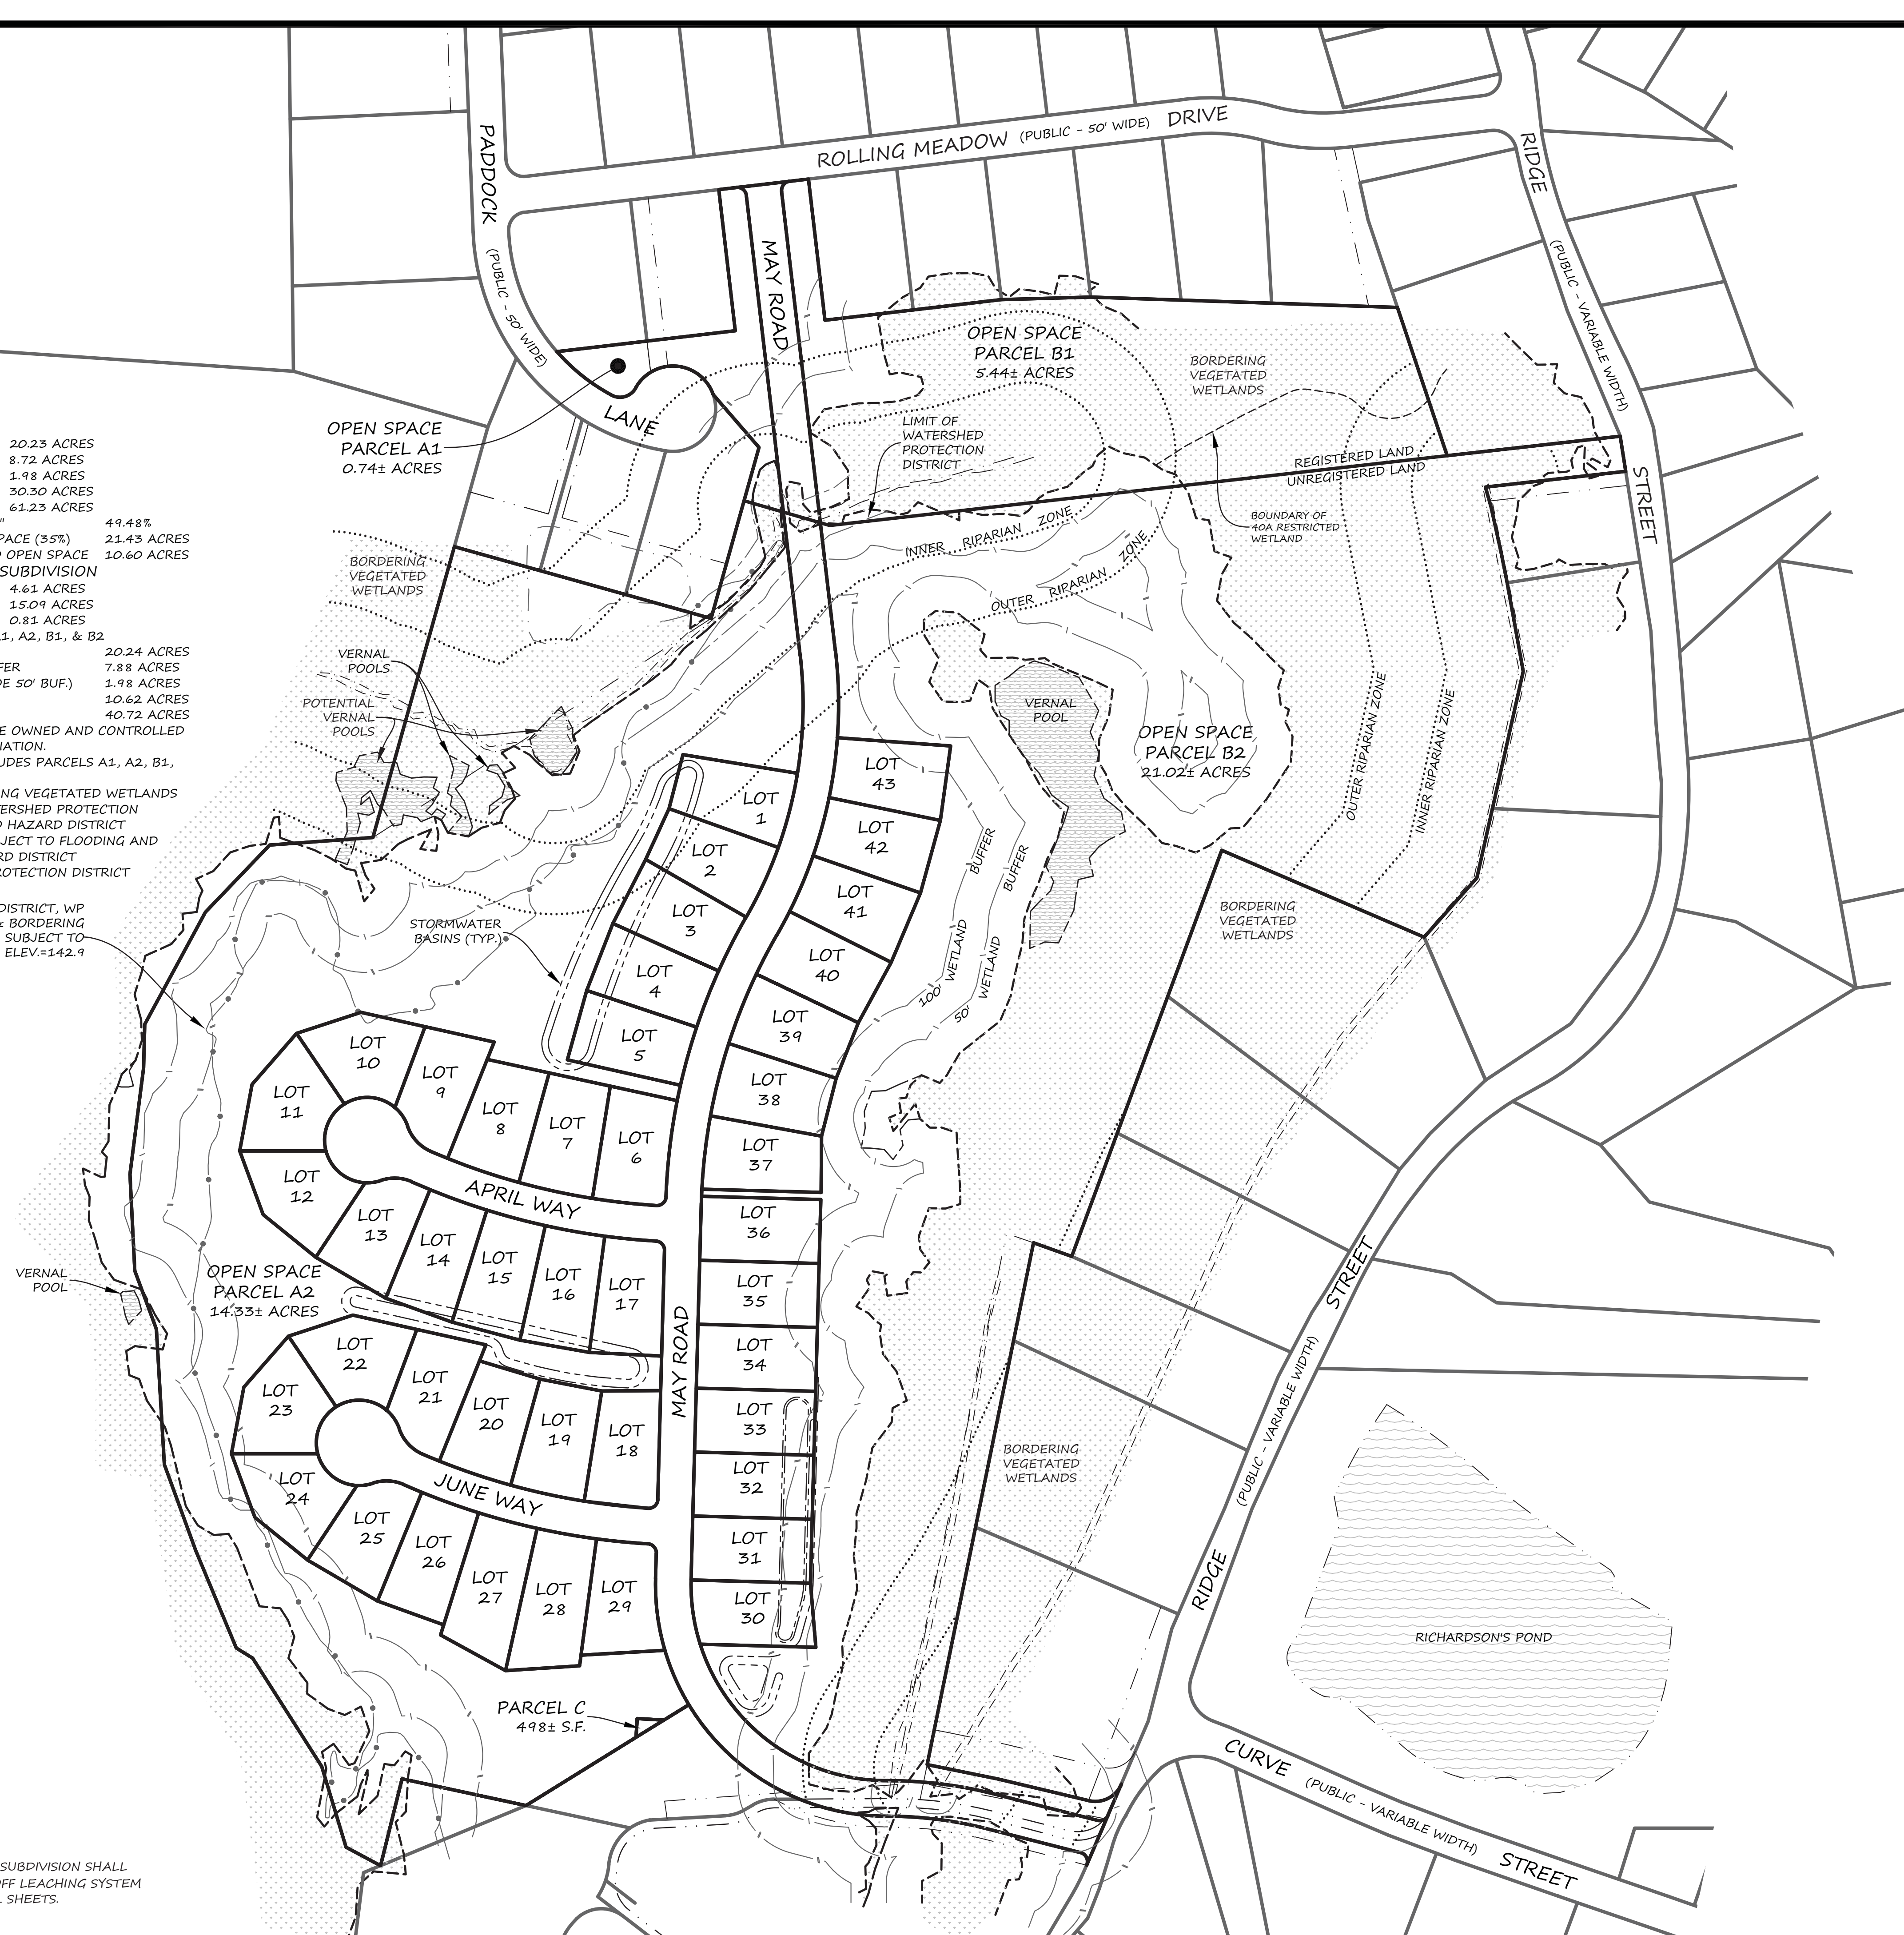 ROLLING MEADOW (PUBLIC - 50' WIDE) DRIVE
PADDOCK
(PUBLIC - 50' WIDE)
LANE
MAY ROAD
RIDGE
(PUBLIC - VARIABLE WIDTH)
STREET
OPEN SPACE
PARCEL A1
0.74± ACRES
OPEN SPACE
PARCEL B1
5.44± ACRES
BORDERING
VEGETATED
WETLANDS
LIMIT OF
WATERSHED
PROTECTION
DISTRICT
REGISTERED LAND
UNREGISTERED LAND
BOUNDARY OF
40A RESTRICTED
WETLAND
INNER RIPARIAN ZONE
OUTER RIPARIAN ZONE
20.23 ACRES
8.72 ACRES
1.98 ACRES
30.30 ACRES
61.23 ACRES
" 49.48%
PACE (35%) 21.43 ACRES
OPEN SPACE 10.60 ACRES
SUBDIVISION
4.61 ACRES
15.09 ACRES
0.81 ACRES
1, A2, B1, & B2
20.24 ACRES
FER 7.88 ACRES
DE 50' BUF.) 1.98 ACRES
10.62 ACRES
40.72 ACRES
E OWNED AND CONTROLLED
IATION.
UDES PARCELS A1, A2, B1,
NG VEGETATED WETLANDS
TERSHED PROTECTION
D HAZARD DISTRICT
BJECT TO FLOODING AND
RD DISTRICT
ROTECTION DISTRICT
DISTRICT, WP
& BORDERING
SUBJECT TO
ELEV.=142.9
BORDERING
VEGETATED
WETLANDS
VERNAL
POOLS
POTENTIAL
VERNAL
POOLS
VERNAL
POOL
OPEN SPACE
PARCEL B2
21.02± ACRES
OUTER RIPARIAN ZONE
INNER RIPARIAN ZONE
STORMWATER
BASINS (TYP.)
100' WETLAND BUFFER
50' WETLAND BUFFER
BORDERING
VEGETATED
WETLANDS
LOT
1
LOT
2
LOT
3
LOT
4
LOT
5
LOT
43
LOT
42
LOT
41
LOT
40
LOT
39
LOT
38
LOT
37
LOT
36
LOT
35
LOT
34
LOT
33
LOT
32
LOT
31
LOT
30
LOT
10
LOT
9
LOT
8
LOT
7
LOT
6
LOT
11
LOT
12
APRIL WAY
LOT
13
LOT
14
LOT
15
LOT
16
LOT
17
VERNAL
POOL
OPEN SPACE
PARCEL A2
14.33± ACRES
MAY ROAD
LOT
22
LOT
21
LOT
20
LOT
19
LOT
18
LOT
23
LOT
24
JUNE WAY
LOT
25
LOT
26
LOT
27
LOT
28
LOT
29
BORDERING
VEGETATED
WETLANDS
PARCEL C
498± S.F.
RIDGE (PUBLIC - VARIABLE WIDTH) STREET
RICHARDSON'S POND
CURVE (PUBLIC - VARIABLE WIDTH) STREET
SUBDIVISION SHALL
OFF LEACHING SYSTEM
SHEETS.